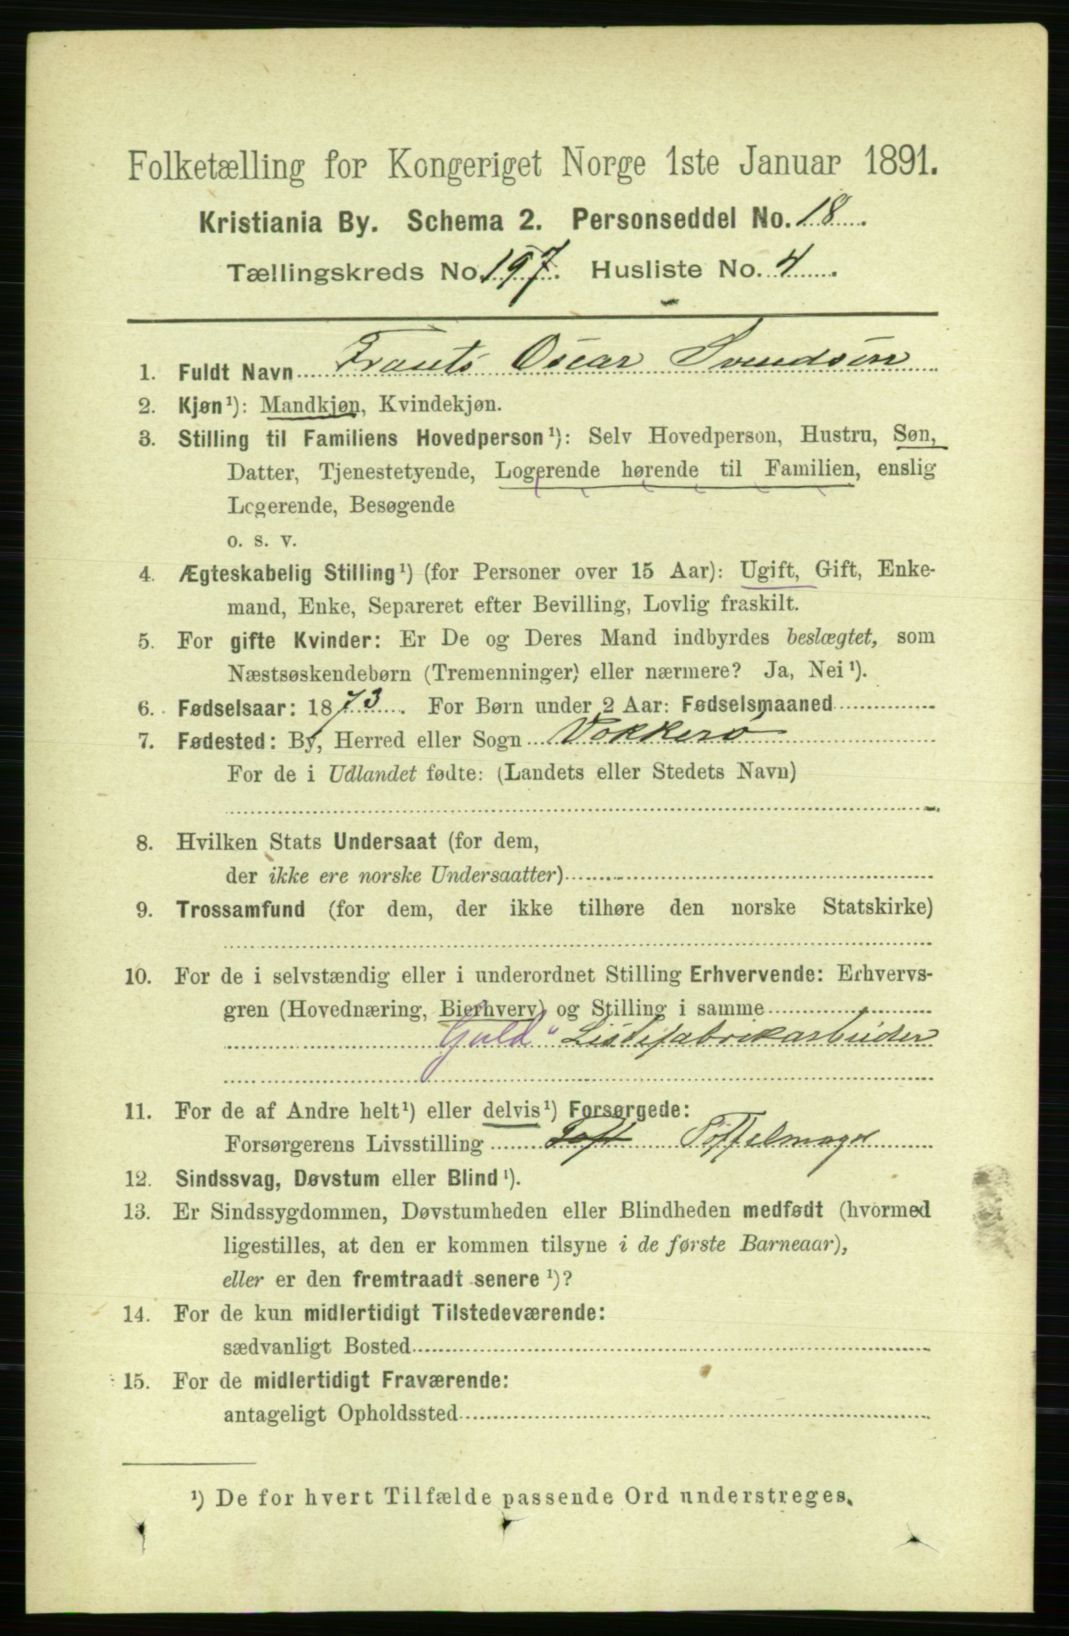 Folketælling for Kongeriget Norge 1ste Januar 1891.
Kristiania By. Schema 2. Personseddel No. 18.
Tællingskreds No. 197. Husliste No. 4.
1. Fuldt Navn Frants Oscar Svendsen
2. Kjøn¹): Mandkjøn, Kvindekjøn.
3. Stilling til Familiens Hovedperson¹): Selv Hovedperson, Hustru, Søn,
Datter, Tjenestetyende, Logerende hørende til Familien, enslig
Logerende, Besøgende
o. s. v.
4. Ægteskabelig Stilling¹) (for Personer over 15 Aar): Ugift, Gift, Enke-
mand, Enke, Separeret efter Bevilling, Lovlig fraskilt.
5. For gifte Kvinder: Er De og Deres Mand indbyrdes beslægtet, som
Næstsøskendebørn (Tremenninger) eller nærmere? Ja, Nei¹).
6. Fødselsaar: 1873. For Børn under 2 Aar: Fødselsmaaned
7. Fødested: By, Herred eller Sogn Vækkerø
For de i Udlandet fødte: (Landets eller Stedets Navn)
8. Hvilken Stats Undersaat (for dem,
der ikke ere norske Undersaatter)
9. Trossamfund (for dem, der ikke tilhøre den norske Statskirke)
10. For de i selvstændig eller i underordnet Stilling Erhvervende: Erhvervs-
gren (Hovednæring, Bierhverv) og Stilling i samme
Guld" Listefabrikarbeider
11. For de af Andre helt¹) eller delvis¹) Forsørgede:
Forsørgerens Livsstilling Tøffelmager
12. Sindssvag, Døvstum eller Blind¹).
13. Er Sindssygdommen, Døvstumheden eller Blindheden medfødt (hvormed
ligestilles, at den er kommen tilsyne i de første Barneaar),
eller er den fremtraadt senere¹)?
14. For de kun midlertidigt Tilstedeværende:
sædvanligt Bosted
15. For de midlertidigt Fraværende:
antageligt Opholdssted
¹) De for hvert Tilfælde passende Ord understreges.